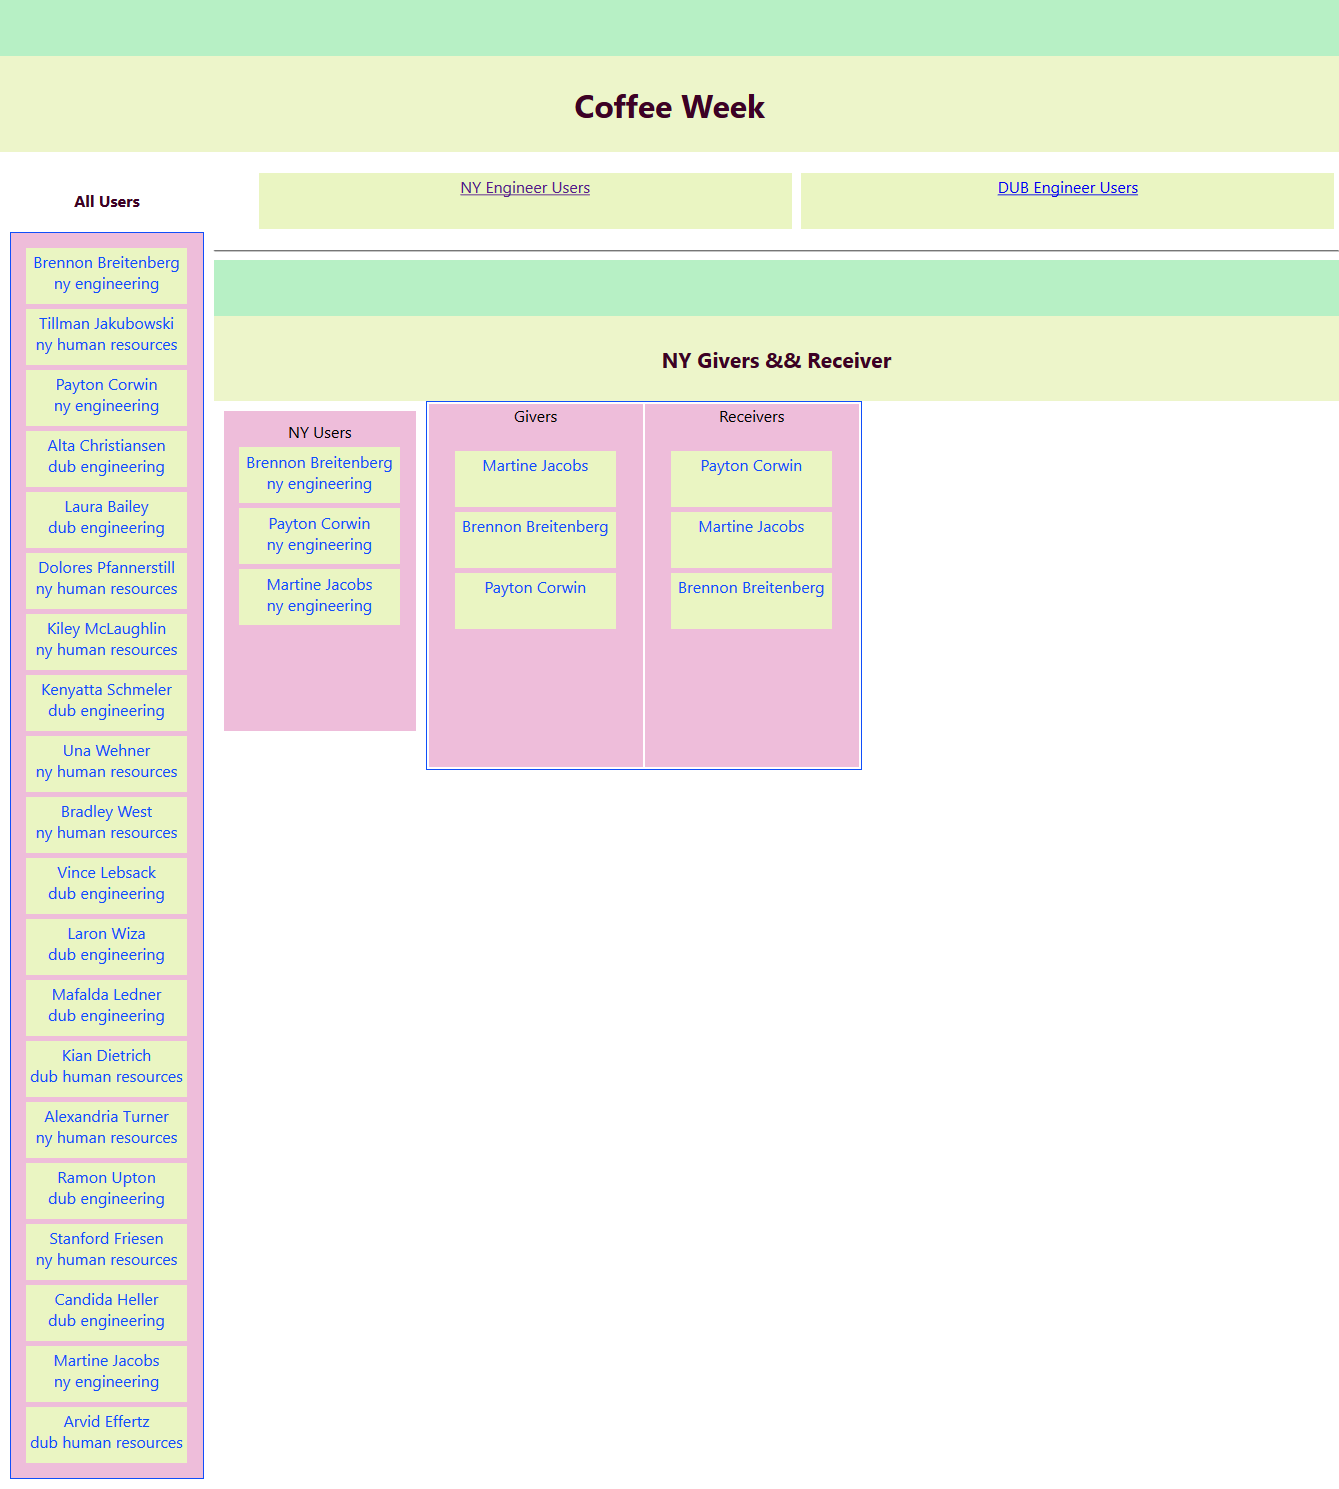 Coffee Week
All Users
Brennon Breitenberg
ny engineering
Tillman Jakubowski
ny human resources
Payton Corwin
ny engineering
Alta Christiansen
dub engineering
Laura Bailey
dub engineering
Dolores Pfannerstill
ny human resources
Kiley McLaughlin
ny human resources
Kenyatta Schmeler
dub engineering
Una Wehner
ny human resources
Bradley West
ny human resources
Vince Lebsack
dub engineering
Laron Wiza
dub engineering
Mafalda Ledner
dub engineering
Kian Dietrich
dub human resources
Alexandria Turner
ny human resources
Ramon Upton
dub engineering
Stanford Friesen
ny human resources
Candida Heller
dub engineering
Martine Jacobs
ny engineering
Arvid Effertz
dub human resources
NY Engineer Users
DUB Engineer Users
NY Givers && Receiver
NY Users
Brennon Breitenberg
ny engineering
Payton Corwin
ny engineering
Martine Jacobs
ny engineering
Givers
Martine Jacobs
Brennon Breitenberg
Payton Corwin
Receivers
Payton Corwin
Martine Jacobs
Brennon Breitenberg